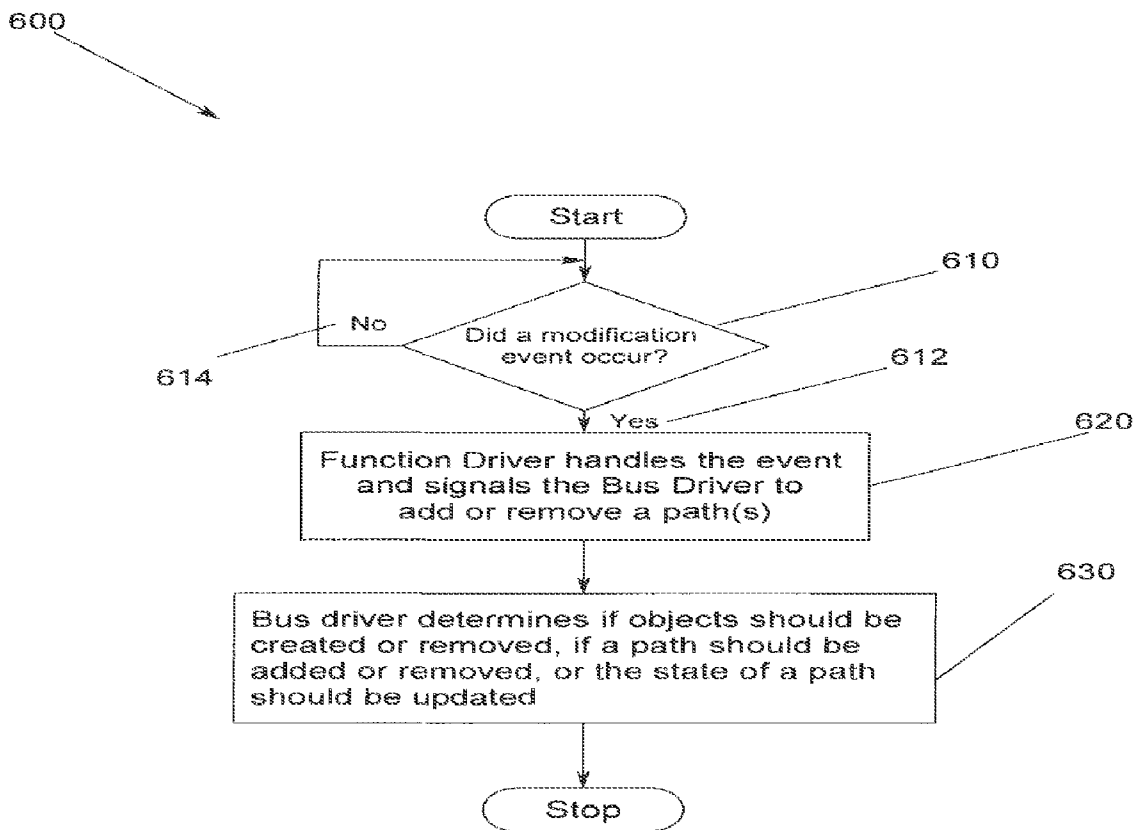 600
Start
610
Did a modification
event occur?
No
614
612
Yes
620
Function Driver handles the event
and signals the Bus Driver to
add or remove a path(s)
630
Bus driver determines if objects should be
created or removed, if a path should be
added or removed, or the state of a path
should be updated
Stop